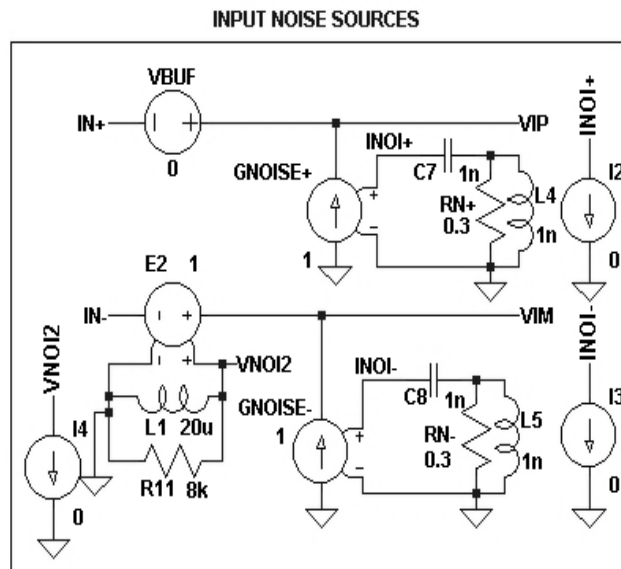 INPUT NOISE SOURCES
VBUF
IN+
VIP
0
INOI+
INOI+
GNOISE+
C7
1n
L4
I2
RN+
0.3
1n
1
0
E2
1
IN-
VIM
VNOI2
VNOI2
INOI-
INOI-
GNOISE-
C8
1n
L5
I3
I4
L1
20u
1
RN-
0.3
1n
R11
8k
0
0